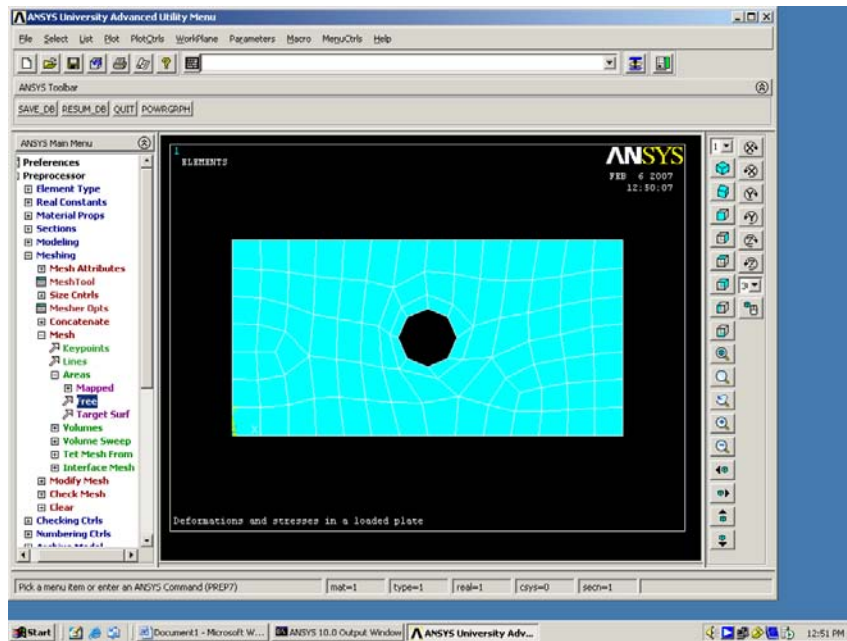 ANSYS University Advanced Utility Menu
File Select List Plot PlotCtrls WorkPlane Parameters Macro MenuCtrls Help
ANSYS Toolbar
SAVE_DB RESUM_DB QUIT POWRGRPH
ANSYS Main Menu
Preferences
Preprocessor
Element Type
Real Constants
Material Props
Sections
Modeling
Meshing
Mesh Attributes
MeshTool
Size Cntrls
Mesher Opts
Concatenate
Mesh
Keypoints
Lines
Areas
Mapped
Free
Target Surf
Volumes
Volume Sweep
Tet Mesh From
Interface Mesh
Modify Mesh
Check Mesh
Clear
Checking Ctrls
Numbering Ctrls
Archive Model
1
ELEMENTS
ANSYS
FEB 6 2007
12:50:07
X
Deformations and stresses in a loaded plate
1
3
Pick a menu item or enter an ANSYS Command (PREP7)
mat=1 type=1 real=1 csys=0 secn=1
Start Document1 - Microsoft W... ANSYS 10.0 Output Window ANSYS University Adv... 12:51 PM